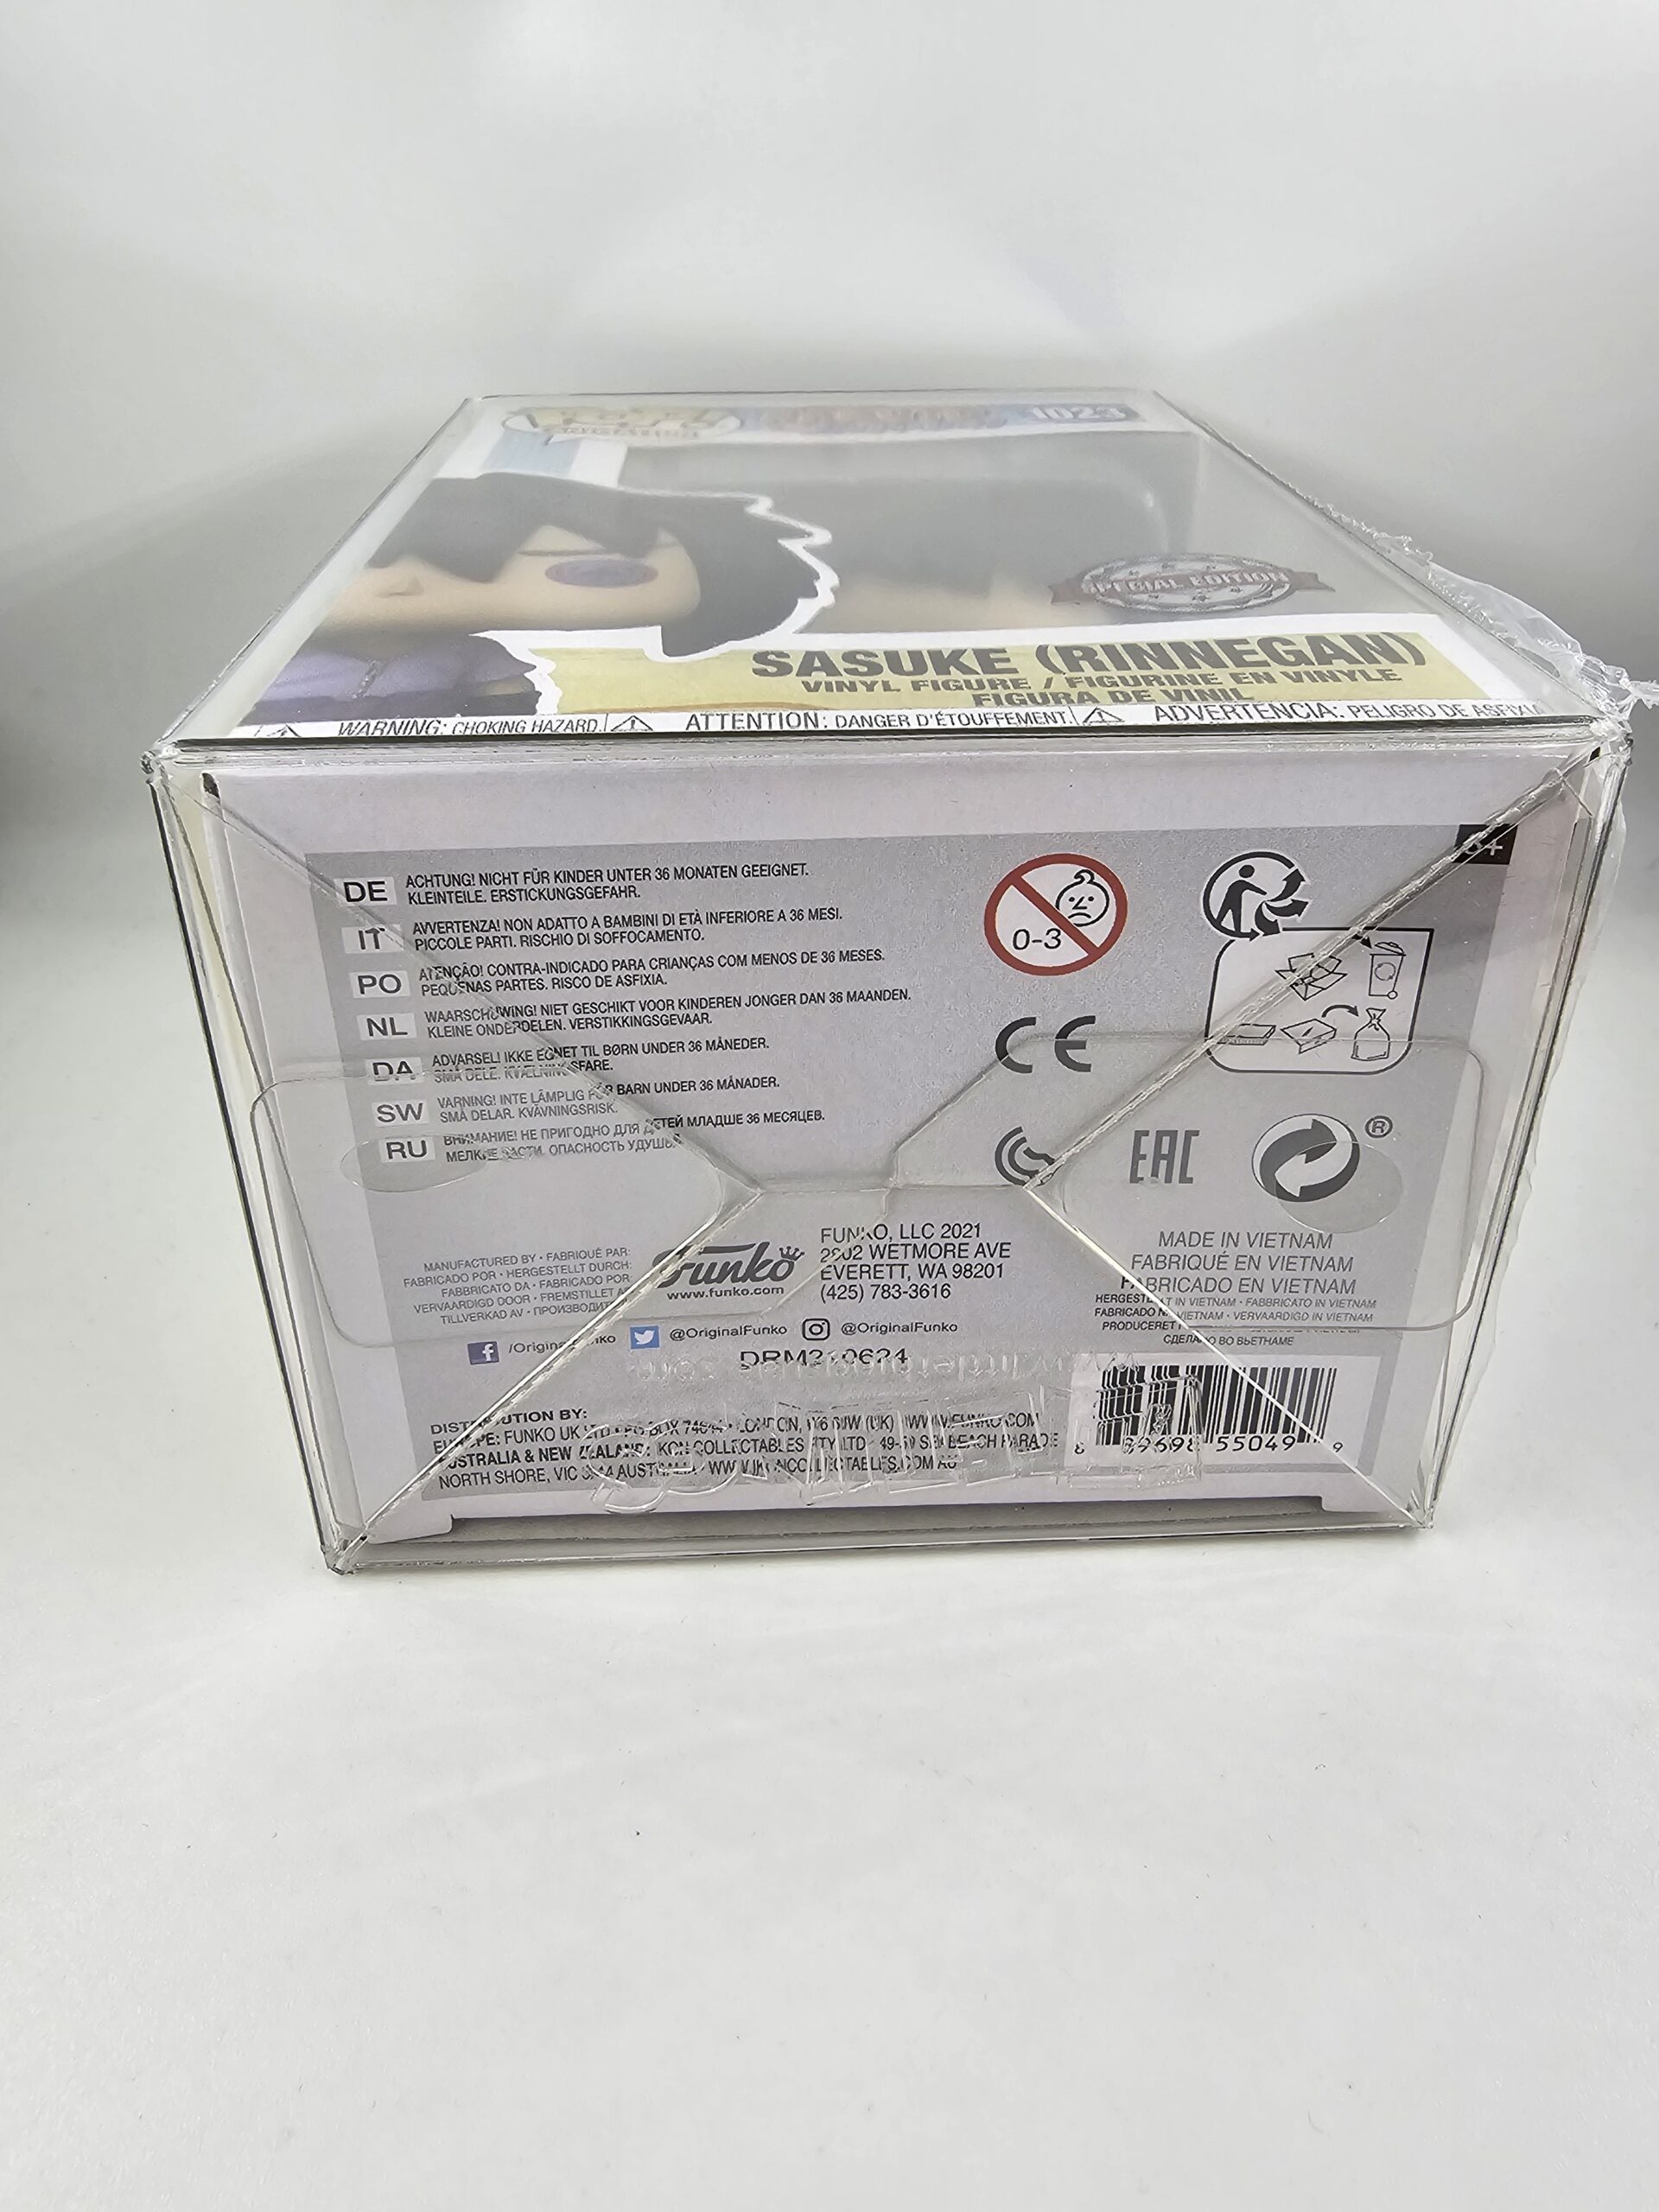 1023
SPECIAL EDITION
SASUKE (RINNEGAN)
VINYL FIGURE / FIGURINE EN VINYLE
FIGURA DE VINIL
WARNING: CHOKING HAZARD. ATTENTION: DANGER D'ÉTOUFFEMENT. ADVERTENCIA: PELIGRO DE ASFIXIA
DE ACHTUNG! NICHT FÜR KINDER UNTER 36 MONATEN GEEIGNET.
KLEINTEILE. ERSTICKUNGSGEFAHR.
IT AVVERTENZA! NON ADATTO A BAMBINI DI ETÀ INFERIORE A 36 MESI.
PICCOLE PARTI. RISCHIO DI SOFFOCAMENTO.
PO ATENÇÃO! CONTRA-INDICADO PARA CRIANÇAS COM MENOS DE 36 MESES.
PEQUENAS PARTES. RISCO DE ASFIXIA.
NL WAARSCHUWING! NIET GESCHIKT VOOR KINDEREN JONGER DAN 36 MAANDEN.
KLEINE ONDERDELEN. VERSTIKKINGSGEVAAR.
DA ADVARSEL! IKKE EGNET TIL BØRN UNDER 36 MÅNEDER.
SMÅ DELE. KVÆLNINGSFARE.
SW VARNING! INTE LÄMPLIG FÖR BARN UNDER 36 MÅNADER.
SMÅ DELAR. KVÄVNINGSRISK.
RU ВНИМАНИЕ! НЕ ПРИГОДНО ДЛЯ ДЕТЕЙ МЛАДШЕ 36 МЕСЯЦЕВ.
МЕЛКИЕ ЧАСТИ. ОПАСНОСТЬ УДУШЬЯ
0-3
3+
CE
EAC
®
MANUFACTURED BY • FABRIQUÉ PAR:
FABRICADO POR • HERGESTELLT DURCH:
FABBRICATO DA • FABRICADO POR
VERVAARDIGD DOOR • FREMSTILLET AF
TILLVERKAD AV •
Funko
www.funko.com
FUNKO, LLC 2021
2802 WETMORE AVE
EVERETT, WA 98201
(425) 783-3616
MADE IN VIETNAM
FABRIQUÉ EN VIETNAM
FABRICADO EN VIETNAM
HERGESTELLT IN VIETNAM • FABBRICATO IN VIETNAM
FABRICADO NO VIETNAM • VERVAARDIGD IN VIETNAM
PRODUCERET
СДЕЛАНО ВО ВЬЕТНАМЕ
/OriginalFunko @OriginalFunko @OriginalFunko
DRM210624
DISTRIBUTION BY:
EUROPE: FUNKO UK LTD LONDON, (UK) WWW.FUNKO.COM
AUSTRALIA & NEW ZEALAND: IKON COLLECTABLES PTY LTD 49-59 SEA BEACH PARADE
NORTH SHORE, VIC AUSTRALIA WWW.IKONCOLLECTABLES.COM.AU
8 89698 55049 9